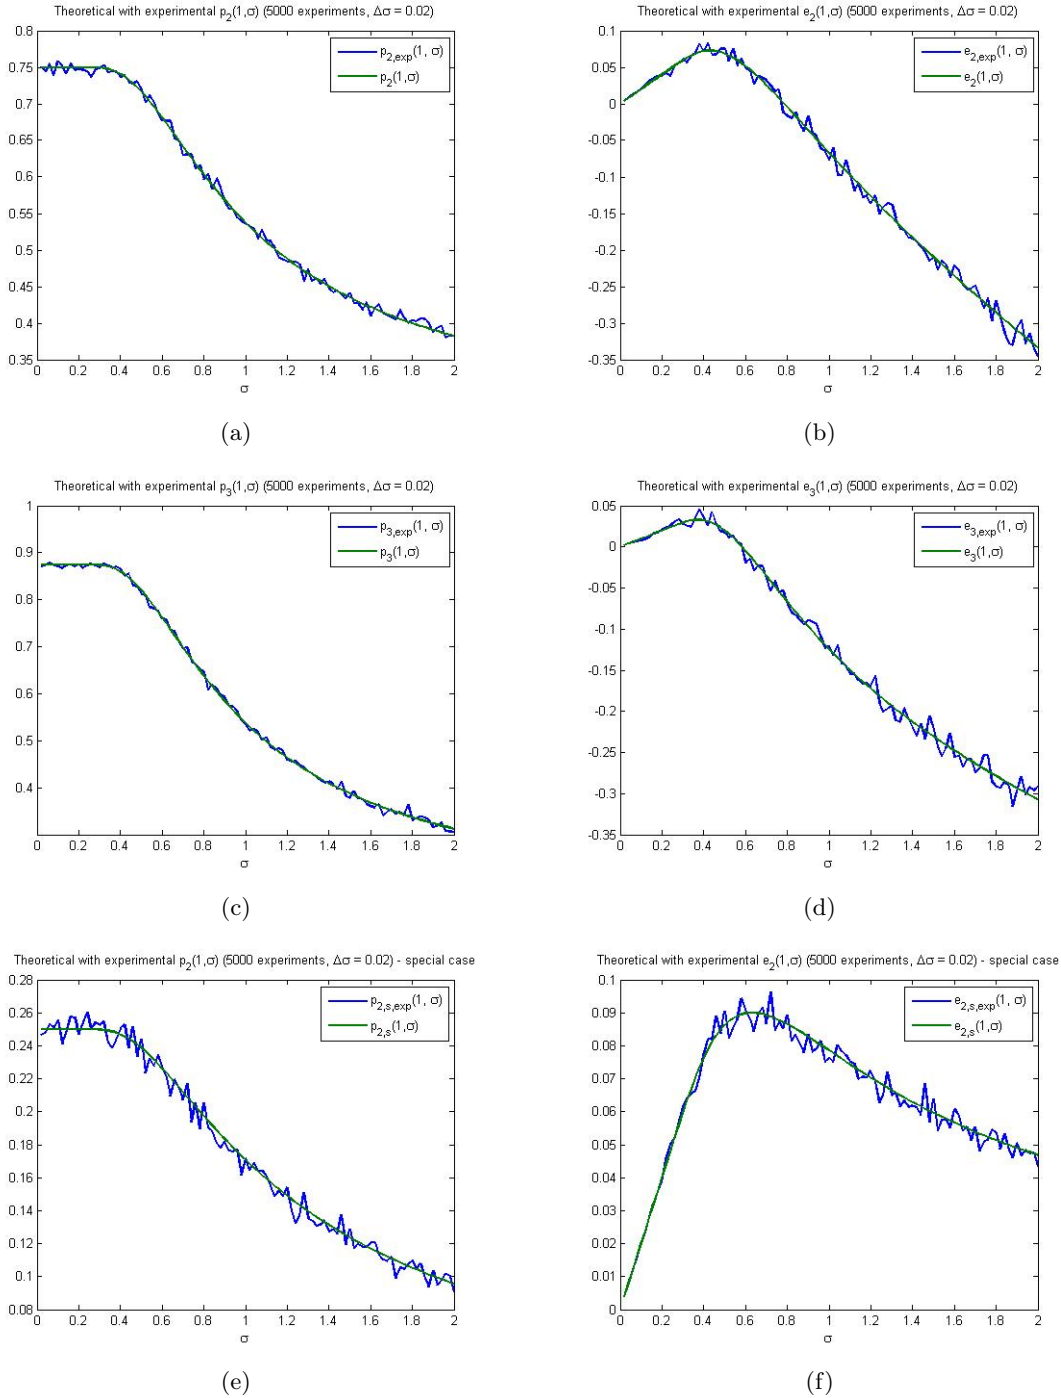 Theoretical with experimental p2(1,σ) (5000 experiments, Δσ = 0.02)
0.8
0.75
0.7
0.65
0.6
0.55
0.5
0.45
0.4
0.35
p2,exp(1, σ)
p2(1,σ)
0 0.2 0.4 0.6 0.8 1 1.2 1.4 1.6 1.8 2
σ
(a)
Theoretical with experimental e2(1,σ) (5000 experiments, Δσ = 0.02)
0.1
0.05
0
-0.05
-0.1
-0.15
-0.2
-0.25
-0.3
-0.35
e2,exp(1, σ)
e2(1,σ)
0 0.2 0.4 0.6 0.8 1 1.2 1.4 1.6 1.8 2
σ
(b)
Theoretical with experimental p3(1,σ) (5000 experiments, Δσ = 0.02)
1
0.9
0.8
0.7
0.6
0.5
0.4
p3,exp(1, σ)
p3(1,σ)
0 0.2 0.4 0.6 0.8 1 1.2 1.4 1.6 1.8 2
σ
(c)
Theoretical with experimental e3(1,σ) (5000 experiments, Δσ = 0.02)
0.05
0
-0.05
-0.1
-0.15
-0.2
-0.25
-0.3
-0.35
e3,exp(1, σ)
e3(1,σ)
0 0.2 0.4 0.6 0.8 1 1.2 1.4 1.6 1.8 2
σ
(d)
Theoretical with experimental p2(1,σ) (5000 experiments, Δσ = 0.02) - special case
0.28
0.26
0.24
0.22
0.2
0.18
0.16
0.14
0.12
0.1
0.08
p2,s,exp(1, σ)
p2,s(1,σ)
0 0.2 0.4 0.6 0.8 1 1.2 1.4 1.6 1.8 2
σ
(e)
Theoretical with experimental e2(1,σ) (5000 experiments, Δσ = 0.02) - special case
0.1
0.09
0.08
0.07
0.06
0.05
0.04
0.03
0.02
0.01
0
e2,s,exp(1, σ)
e2,s(1,σ)
0 0.2 0.4 0.6 0.8 1 1.2 1.4 1.6 1.8 2
σ
(f)